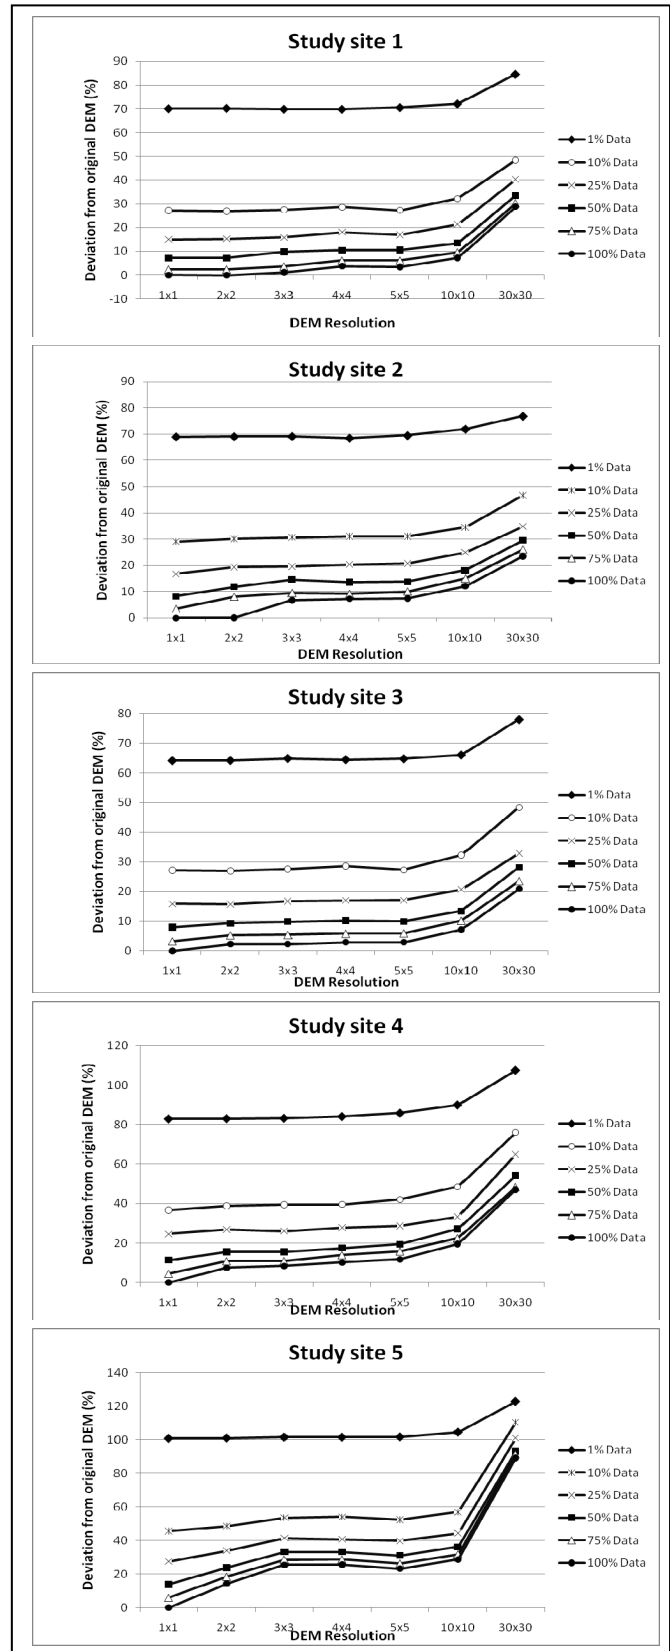 Study site 1
Deviation from original DEM (%)
90
80
70
60
50
40
30
20
10
0
-10
1x1 2x2 3x3 4x4 5x5 10x10 30x30
DEM Resolution
1% Data
10% Data
25% Data
50% Data
75% Data
100% Data
Study site 2
Deviation from original DEM (%)
90
80
70
60
50
40
30
20
10
0
1x1 2x2 3x3 4x4 5x5 10x10 30x30
DEM Resolution
1% Data
10% Data
25% Data
50% Data
75% Data
100% Data
Study site 3
Deviation from original DEM (%)
80
70
60
50
40
30
20
10
0
1x1 2x2 3x3 4x4 5x5 10x10 30x30
DEM Resolution
1% Data
10% Data
25% Data
50% Data
75% Data
100% Data
Study site 4
Deviation from original DEM (%)
120
100
80
60
40
20
0
1x1 2x2 3x3 4x4 5x5 10x10 30x30
DEM Resolution
1% Data
10% Data
25% Data
50% Data
75% Data
100% Data
Study site 5
Deviation from original DEM (%)
140
120
100
80
60
40
20
0
1x1 2x2 3x3 4x4 5x5 10x10 30x30
DEM Resolution
1% Data
10% Data
25% Data
50% Data
75% Data
100% Data